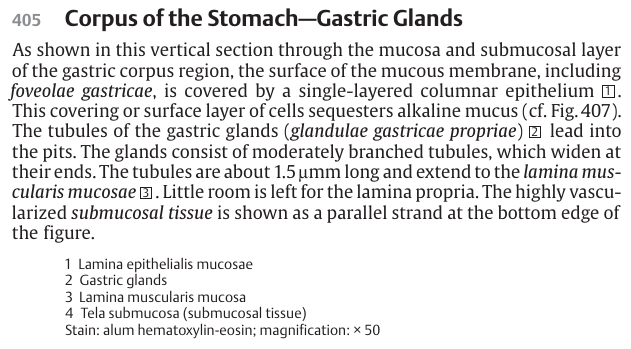 405 Corpus of the Stomach—Gastric Glands
As shown in this vertical section through the mucosa and submucosal layer
of the gastric corpus region, the surface of the mucous membrane, including
foveolae gastricae, is covered by a single-layered columnar epithelium 1.
This covering or surface layer of cells sequesters alkaline mucus (cf. Fig. 407).
The tubules of the gastric glands (glandulae gastricae propriae) 2 lead into
the pits. The glands consist of moderately branched tubules, which widen at
their ends. The tubules are about 1.5 μmm long and extend to the lamina mus-
cularis mucosae 3. Little room is left for the lamina propria. The highly vascu-
larized submucosal tissue is shown as a parallel strand at the bottom edge of
the figure.
1 Lamina epithelialis mucosae
2 Gastric glands
3 Lamina muscularis mucosa
4 Tela submucosa (submucosal tissue)
Stain: alum hematoxylin-eosin; magnification: × 50